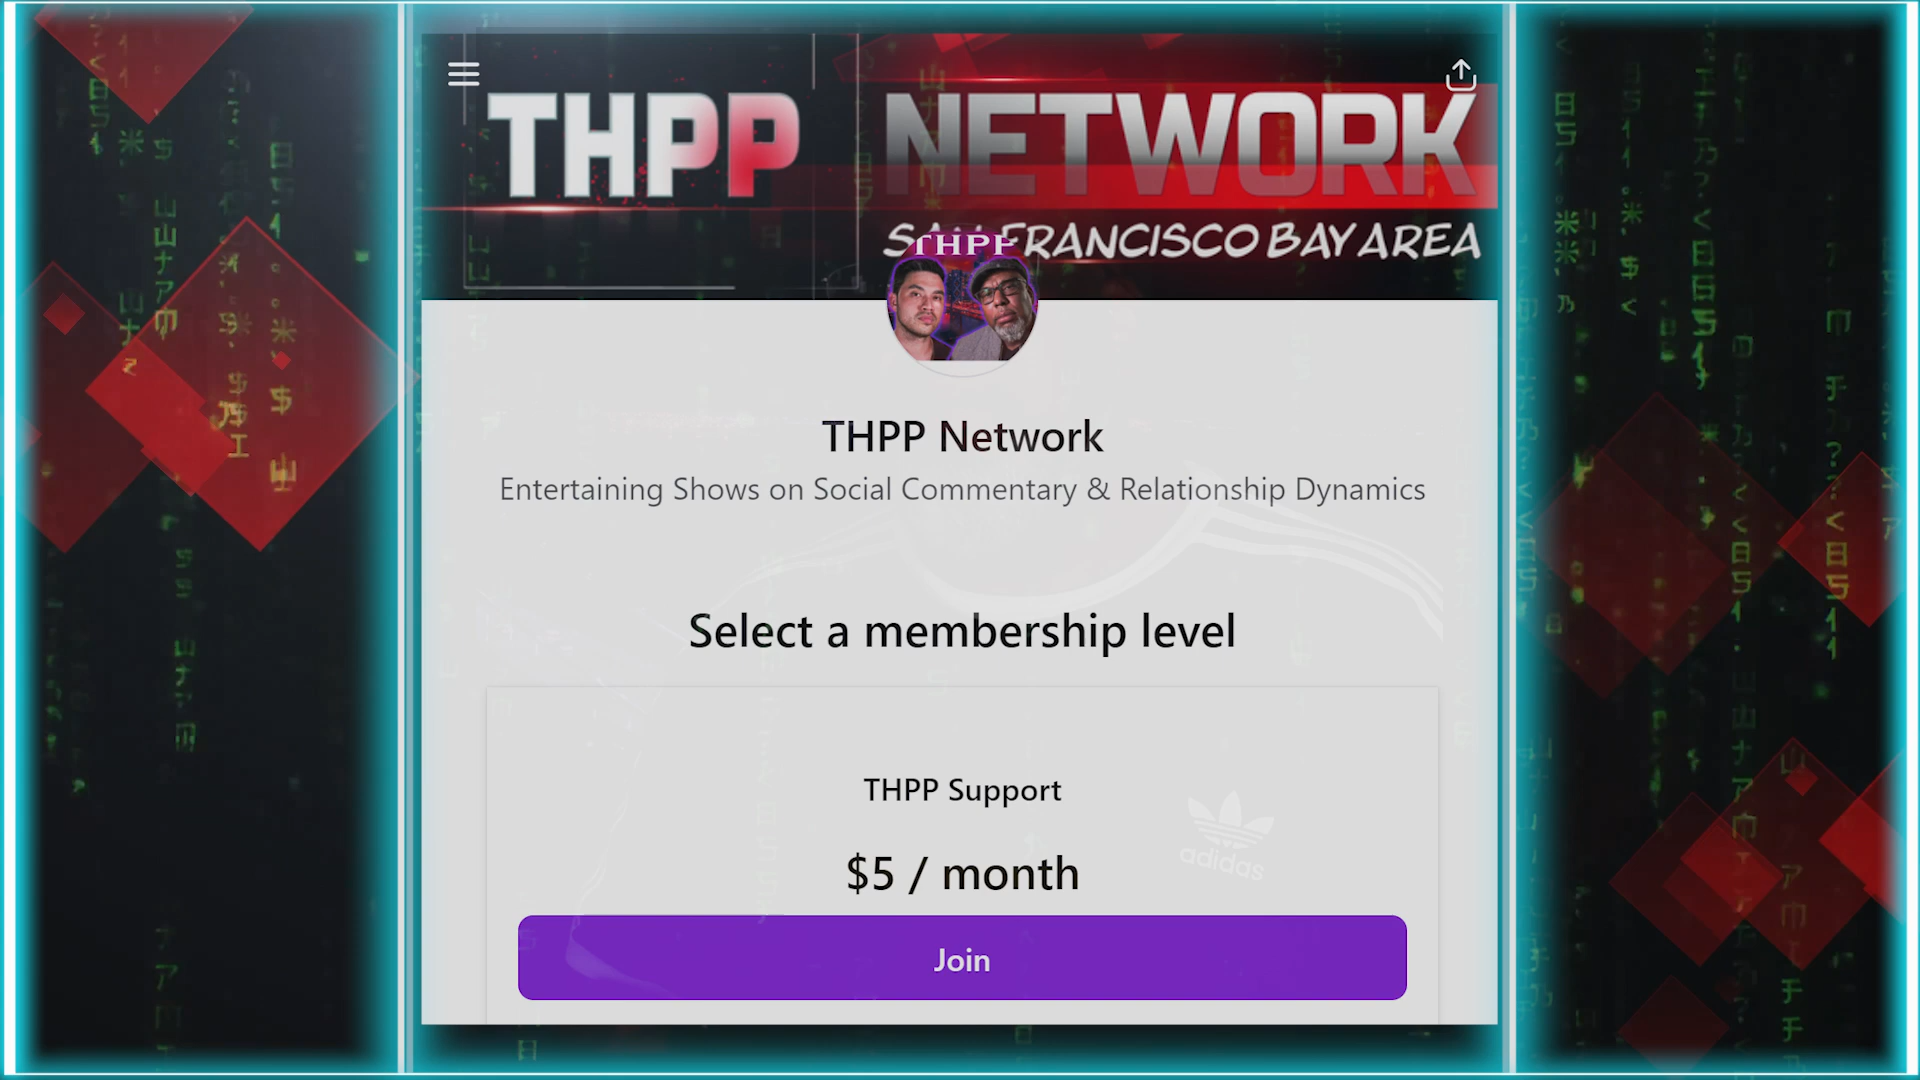 THPP NETWORK
SAN FRANCISCO BAY AREA
THPP
THPP Network
Entertaining Shows on Social Commentary & Relationship Dynamics
Select a membership level
THPP Support
adidas
$5 / month
Join